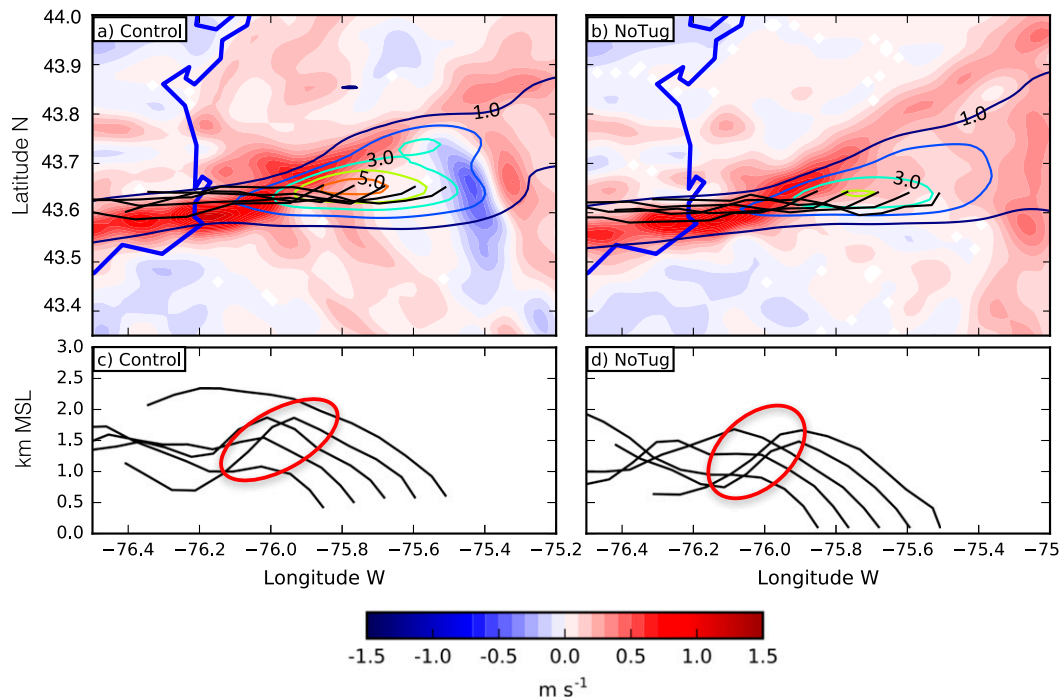 44.0
43.9
43.8
43.7
43.6
43.5
43.4
Latitude N
a) Control
1.0
3.0
5.0
b) NoTug
1.0
3.0
3.0
2.5
2.0
1.5
1.0
0.5
0.0
km MSL
c) Control
d) NoTug
−76.4 −76.2 −76.0 −75.8 −75.6 −75.4 −75.2
−76.4 −76.2 −76.0 −75.8 −75.6 −75.4 −75
Longitude W
Longitude W
-1.5 -1.0 -0.5 0.0 0.5 1.0 1.5
m s⁻¹